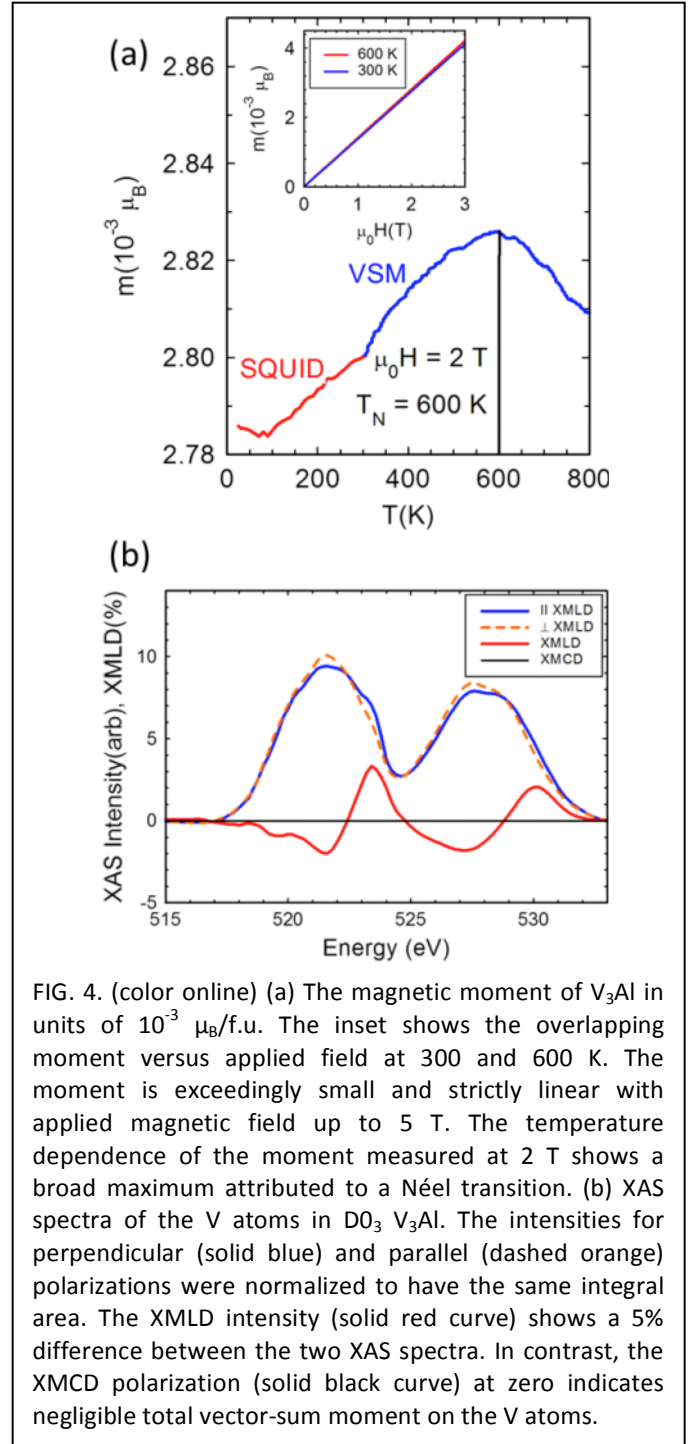 (a)
2.86
2.84
2.82
2.80
2.78
m(10⁻³ μB)
4
2
0
m(10⁻³ μB)
600 K
300 K
0 1 2 3
μ₀H(T)
VSM
SQUID
μ₀H = 2 T
T_N = 600 K
0 200 400 600 800
T(K)
(b)
10
5
0
-5
XAS Intensity(arb), XMLD(%)
II XMLD
⊥ XMLD
XMLD
XMCD
515 520 525 530
Energy (eV)
FIG. 4. (color online) (a) The magnetic moment of V₃Al in
units of 10⁻³ μB/f.u. The inset shows the overlapping
moment versus applied field at 300 and 600 K. The
moment is exceedingly small and strictly linear with
applied magnetic field up to 5 T. The temperature
dependence of the moment measured at 2 T shows a
broad maximum attributed to a Néel transition. (b) XAS
spectra of the V atoms in D0₃ V₃Al. The intensities for
perpendicular (solid blue) and parallel (dashed orange)
polarizations were normalized to have the same integral
area. The XMLD intensity (solid red curve) shows a 5%
difference between the two XAS spectra. In contrast, the
XMCD polarization (solid black curve) at zero indicates
negligible total vector-sum moment on the V atoms.